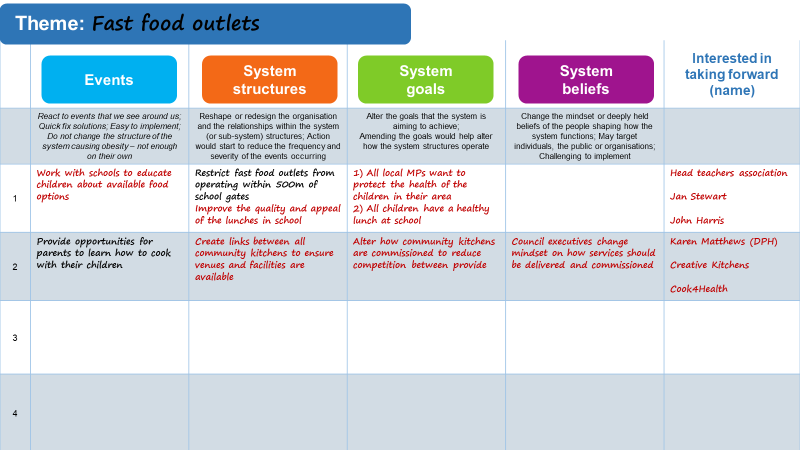 Theme: Fast food outlets
Events
System
structures
System
goals
System
beliefs
Interested in
taking forward
(name)
React to events that we see around us;
Quick fix solutions; Easy to implement;
Do not change the structure of the
system causing obesity – not enough
on their own
Reshape or redesign the organisation
and the relationships within the system
(or sub-system) structures; Action
would start to reduce the frequency and
severity of the events occurring
Alter the goals that the system is
aiming to achieve;
Amending the goals would help alter
how the system structures operate
Change the mindset or deeply held
beliefs of the people shaping how the
system functions; May target
individuals, the public or organisations;
Challenging to implement
1
Work with schools to educate
children about available food
options
Restrict fast food outlets from
operating within 500m of
school gates
Improve the quality and appeal
of the lunches in school
1) All local MPs want to
protect the health of the
children in their area
2) All children have a healthy
lunch at school
Head teachers association
Jan Stewart
John Harris
2
Provide opportunities for
parents to learn how to cook
with their children
Create links between all
community kitchens to ensure
venues and facilities are
available
Alter how community kitchens
are commissioned to reduce
competition between provide
Council executives change
mindset on how services should
be delivered and commissioned
Karen Matthews (DPH)
Creative Kitchens
Cook4Health
3
4